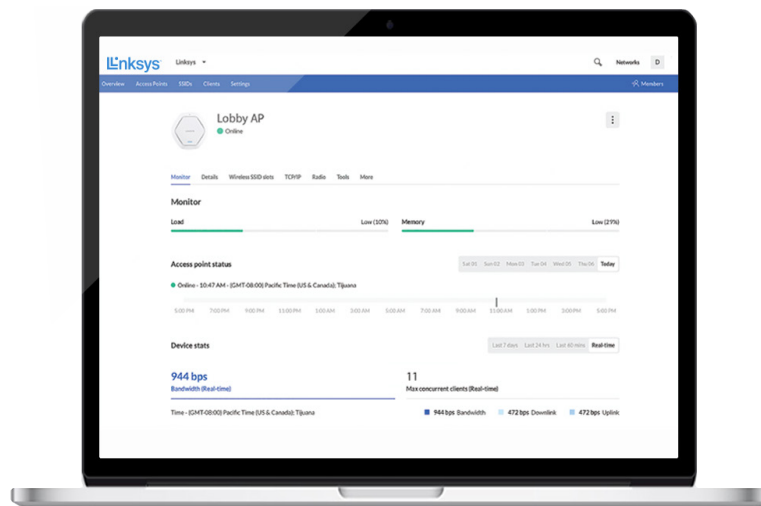 Linksys Linksys Networks D
Overview Access Points SSIDs Clients Settings Members
Lobby AP
Online
Monitor Details Wireless SSID slots TCP/IP Radio Tools More
Monitor
Load Low (10%) Memory Low (29%)
Access point status Sat 01 Sun 02 Mon 03 Tue 04 Wed 05 Thu 06 Today
Online - 10:47 AM - (GMT-08:00) Pacific Time (US & Canada); Tijuana
5:00 PM 7:00 PM 9:00 PM 11:00 PM 1:00 AM 3:00 AM 5:00 AM 7:00 AM 9:00 AM 11:00 AM 1:00 PM 3:00 PM 5:00 PM
Device stats Last 7 days Last 24 hrs Last 60 mins Real-time
944 bps 11
Bandwidth (Real-time) Max concurrent clients (Real-time)
Time - (GMT-08:00) Pacific Time (US & Canada); Tijuana 944 bps Bandwidth 472 bps Downlink 472 bps Uplink